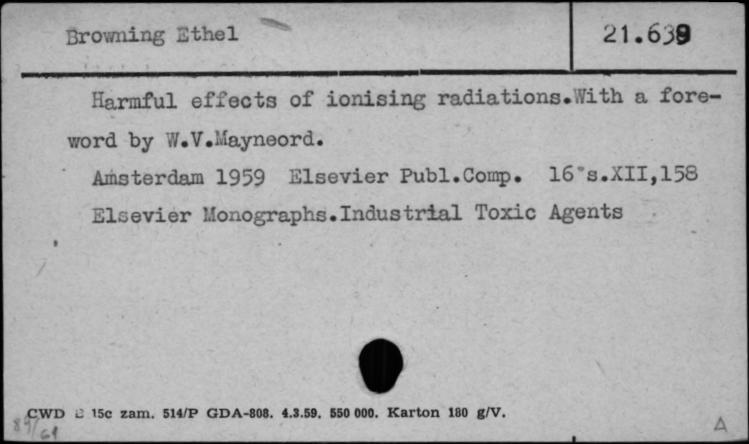 Browning Ethel
21.639
Harmful effects of ionising radiations.With a fore-
word by W.V.Mayneord.
Amsterdam 1959 Elsevier Publ.Comp. 16°s.XII,158
Elsevier Monographs.Industrial Toxic Agents
CWD 15c zam. 514/P GDA-808. 4.3.59. 550 000. Karton 180 g/V.
89/61
A